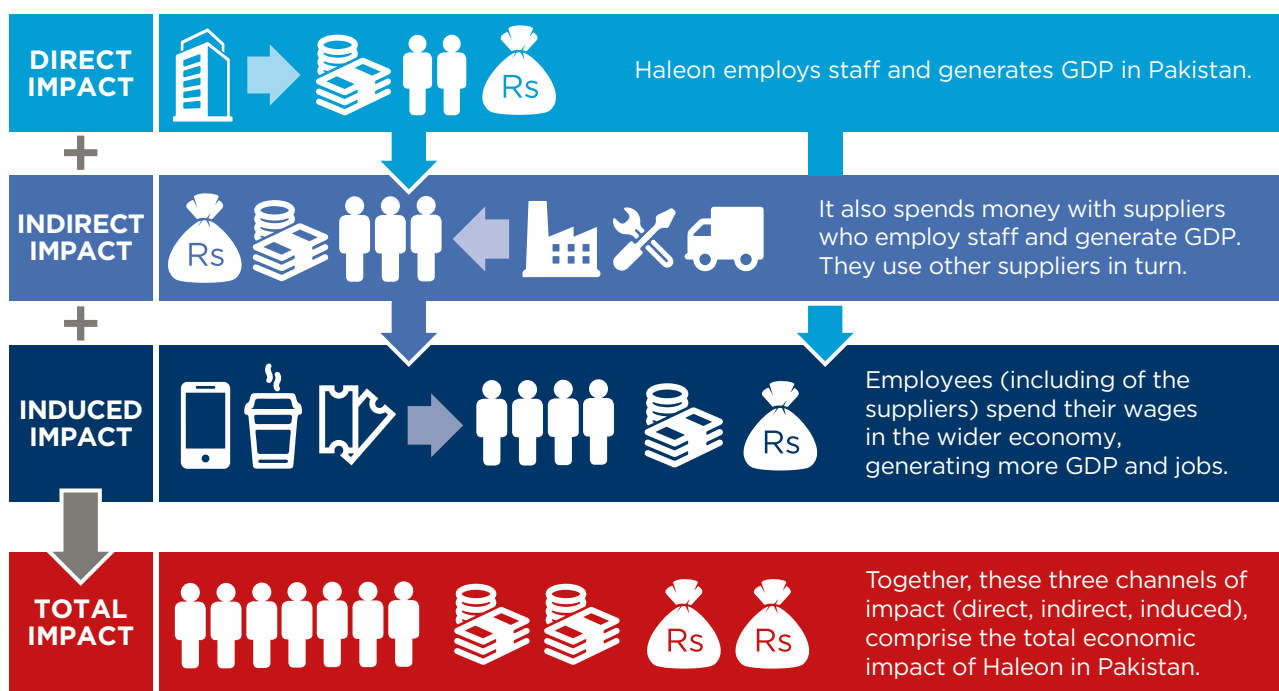 DIRECT
IMPACT
Rs
Haleon employs staff and generates GDP in Pakistan.
+
INDIRECT
IMPACT
Rs
It also spends money with suppliers
who employ staff and generate GDP.
They use other suppliers in turn.
+
INDUCED
IMPACT
Rs
Employees (including of the
suppliers) spend their wages
in the wider economy,
generating more GDP and jobs.
TOTAL
IMPACT
Rs
Rs
Together, these three channels of
impact (direct, indirect, induced),
comprise the total economic
impact of Haleon in Pakistan.